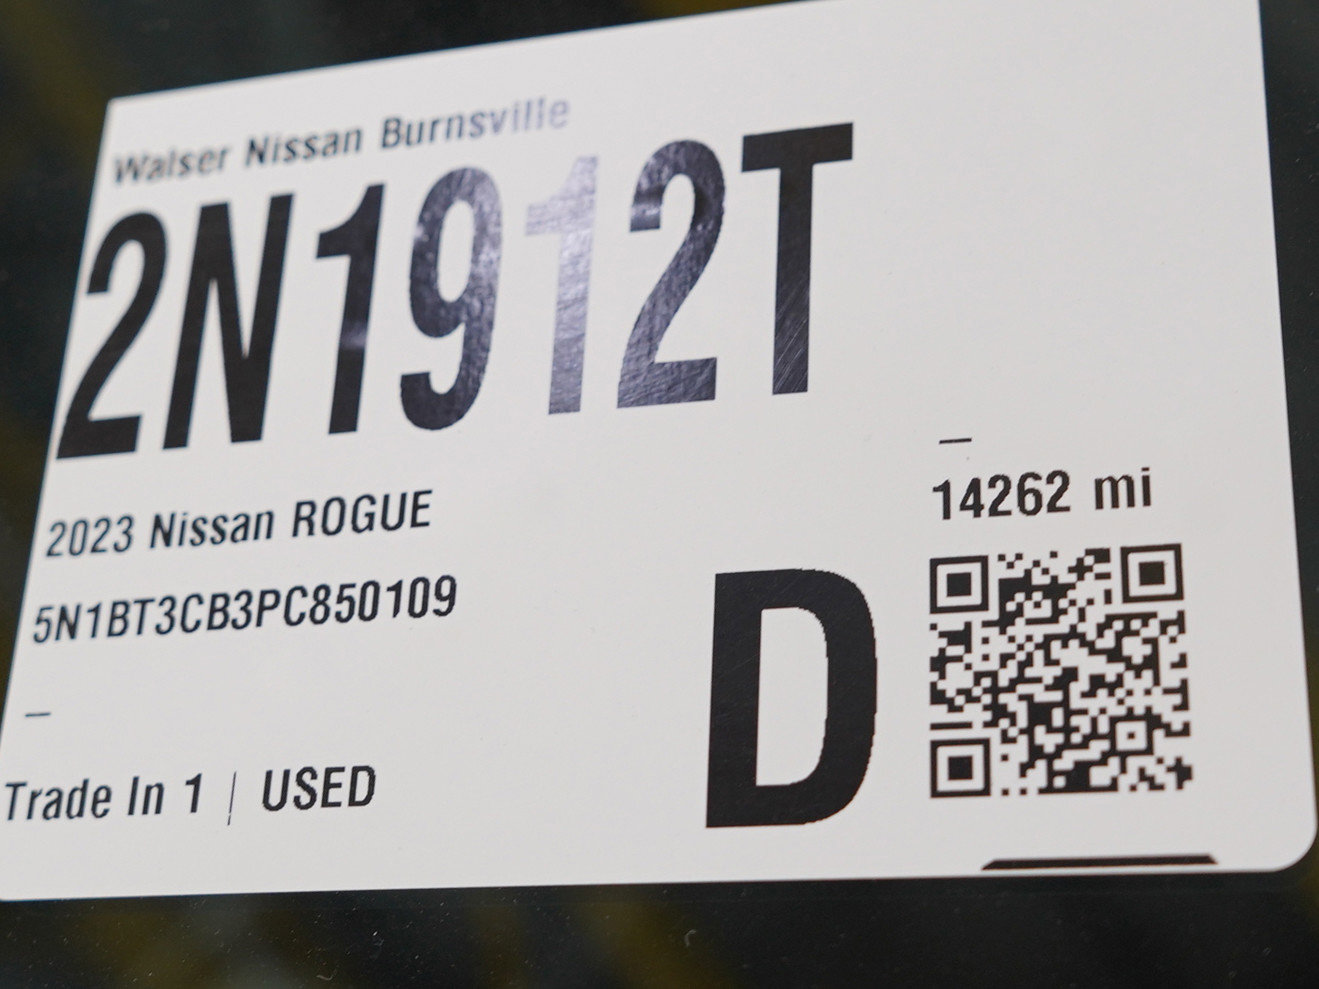 Walser Nissan Burnsville
2N1912T
2023 Nissan ROGUE
5N1BT3CB3PC850109
–
Trade In 1 | USED
D
–
14262 mi